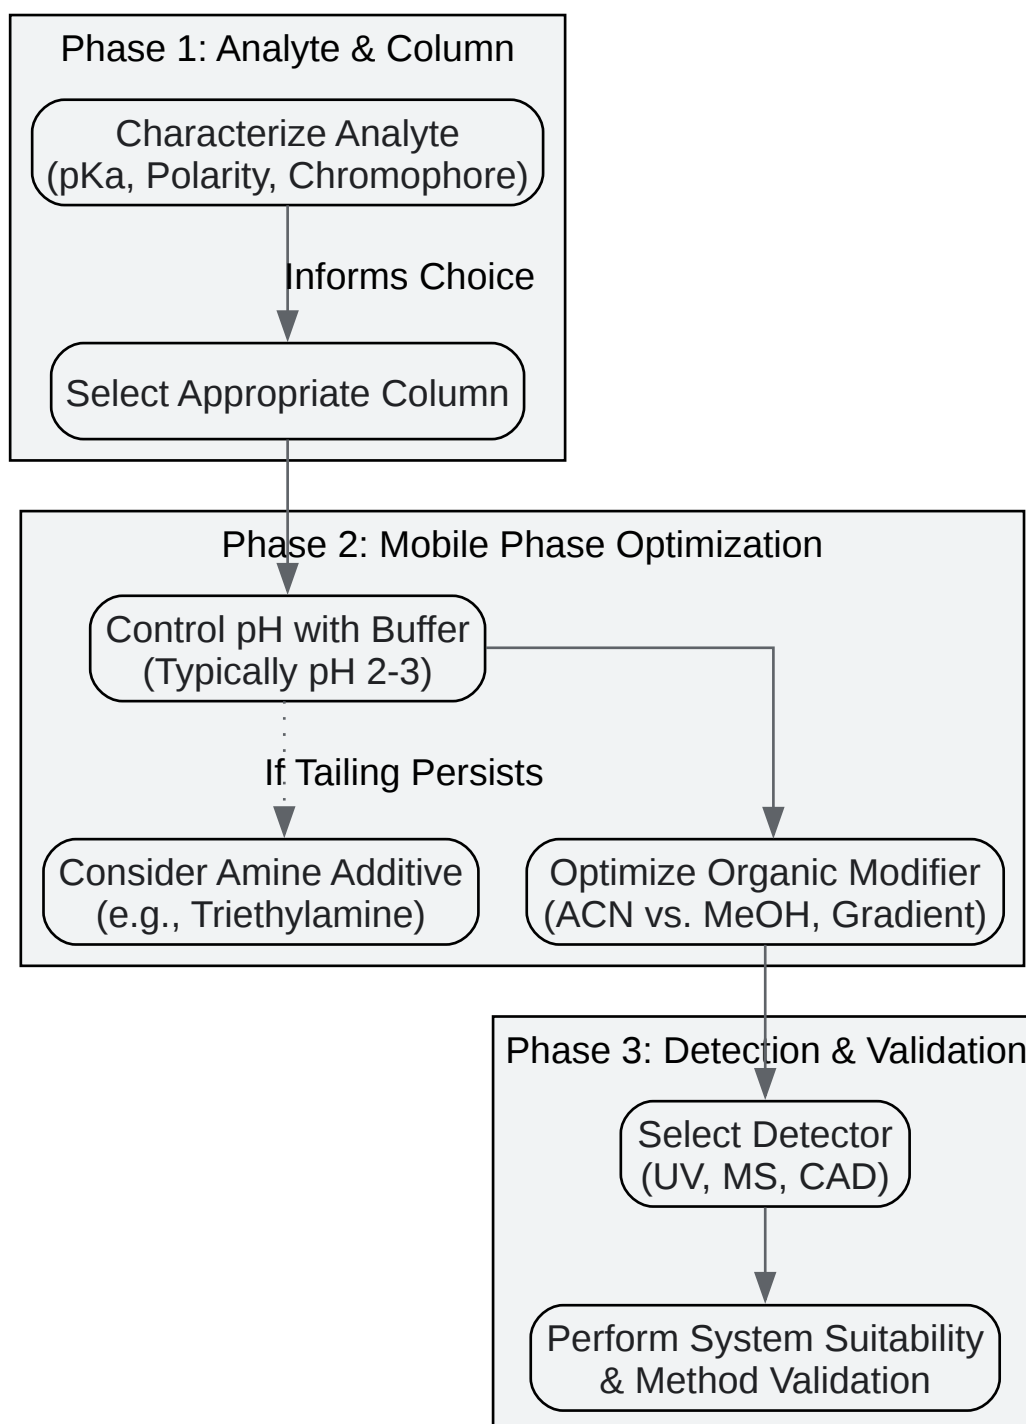 Phase 1: Analyte & Column
Characterize Analyte
(pKa, Polarity, Chromophore)
Informs Choice
Select Appropriate Column
Phase 2: Mobile Phase Optimization
Control pH with Buffer
(Typically pH 2-3)
If Tailing Persists
Consider Amine Additive
(e.g., Triethylamine)
Optimize Organic Modifier
(ACN vs. MeOH, Gradient)
Phase 3: Detection & Validation
Select Detector
(UV, MS, CAD)
Perform System Suitability
& Method Validation